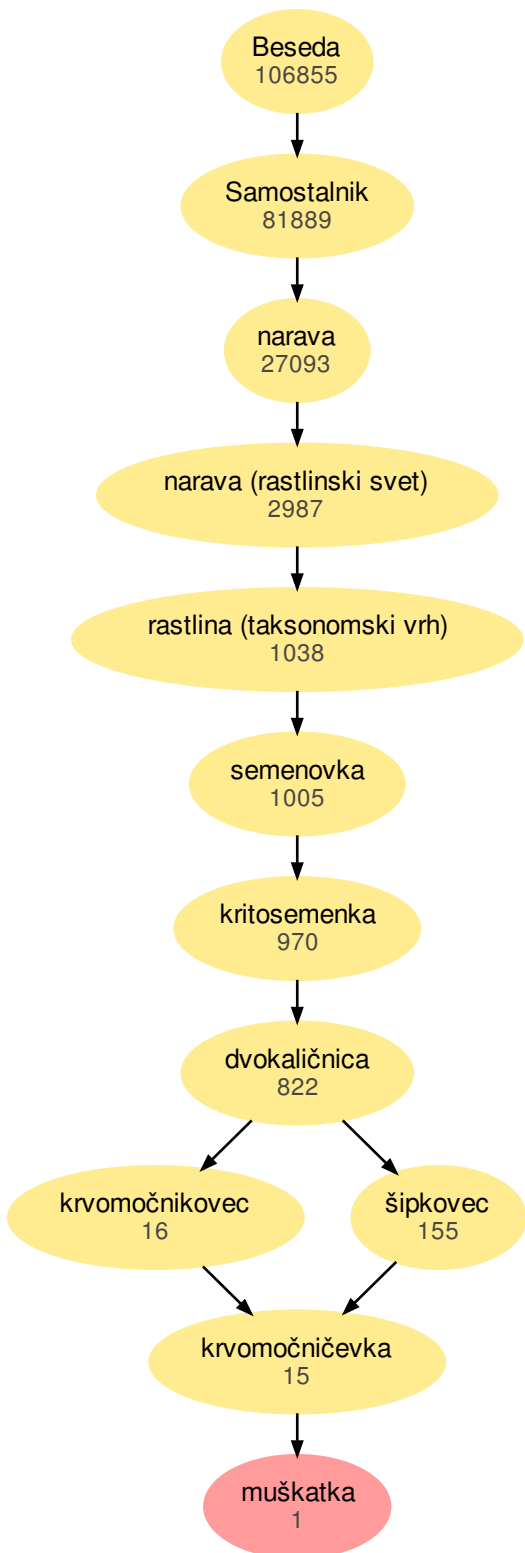 Beseda
106855
Samostalnik
81889
narava
27093
narava (rastlinski svet)
2987
rastlina (taksonomski vrh)
1038
semenovka
1005
kritosemenka
970
dvokaličnica
822
krvomočnikovec
16
šipkovec
155
krvomočničevka
15
muškatka
1